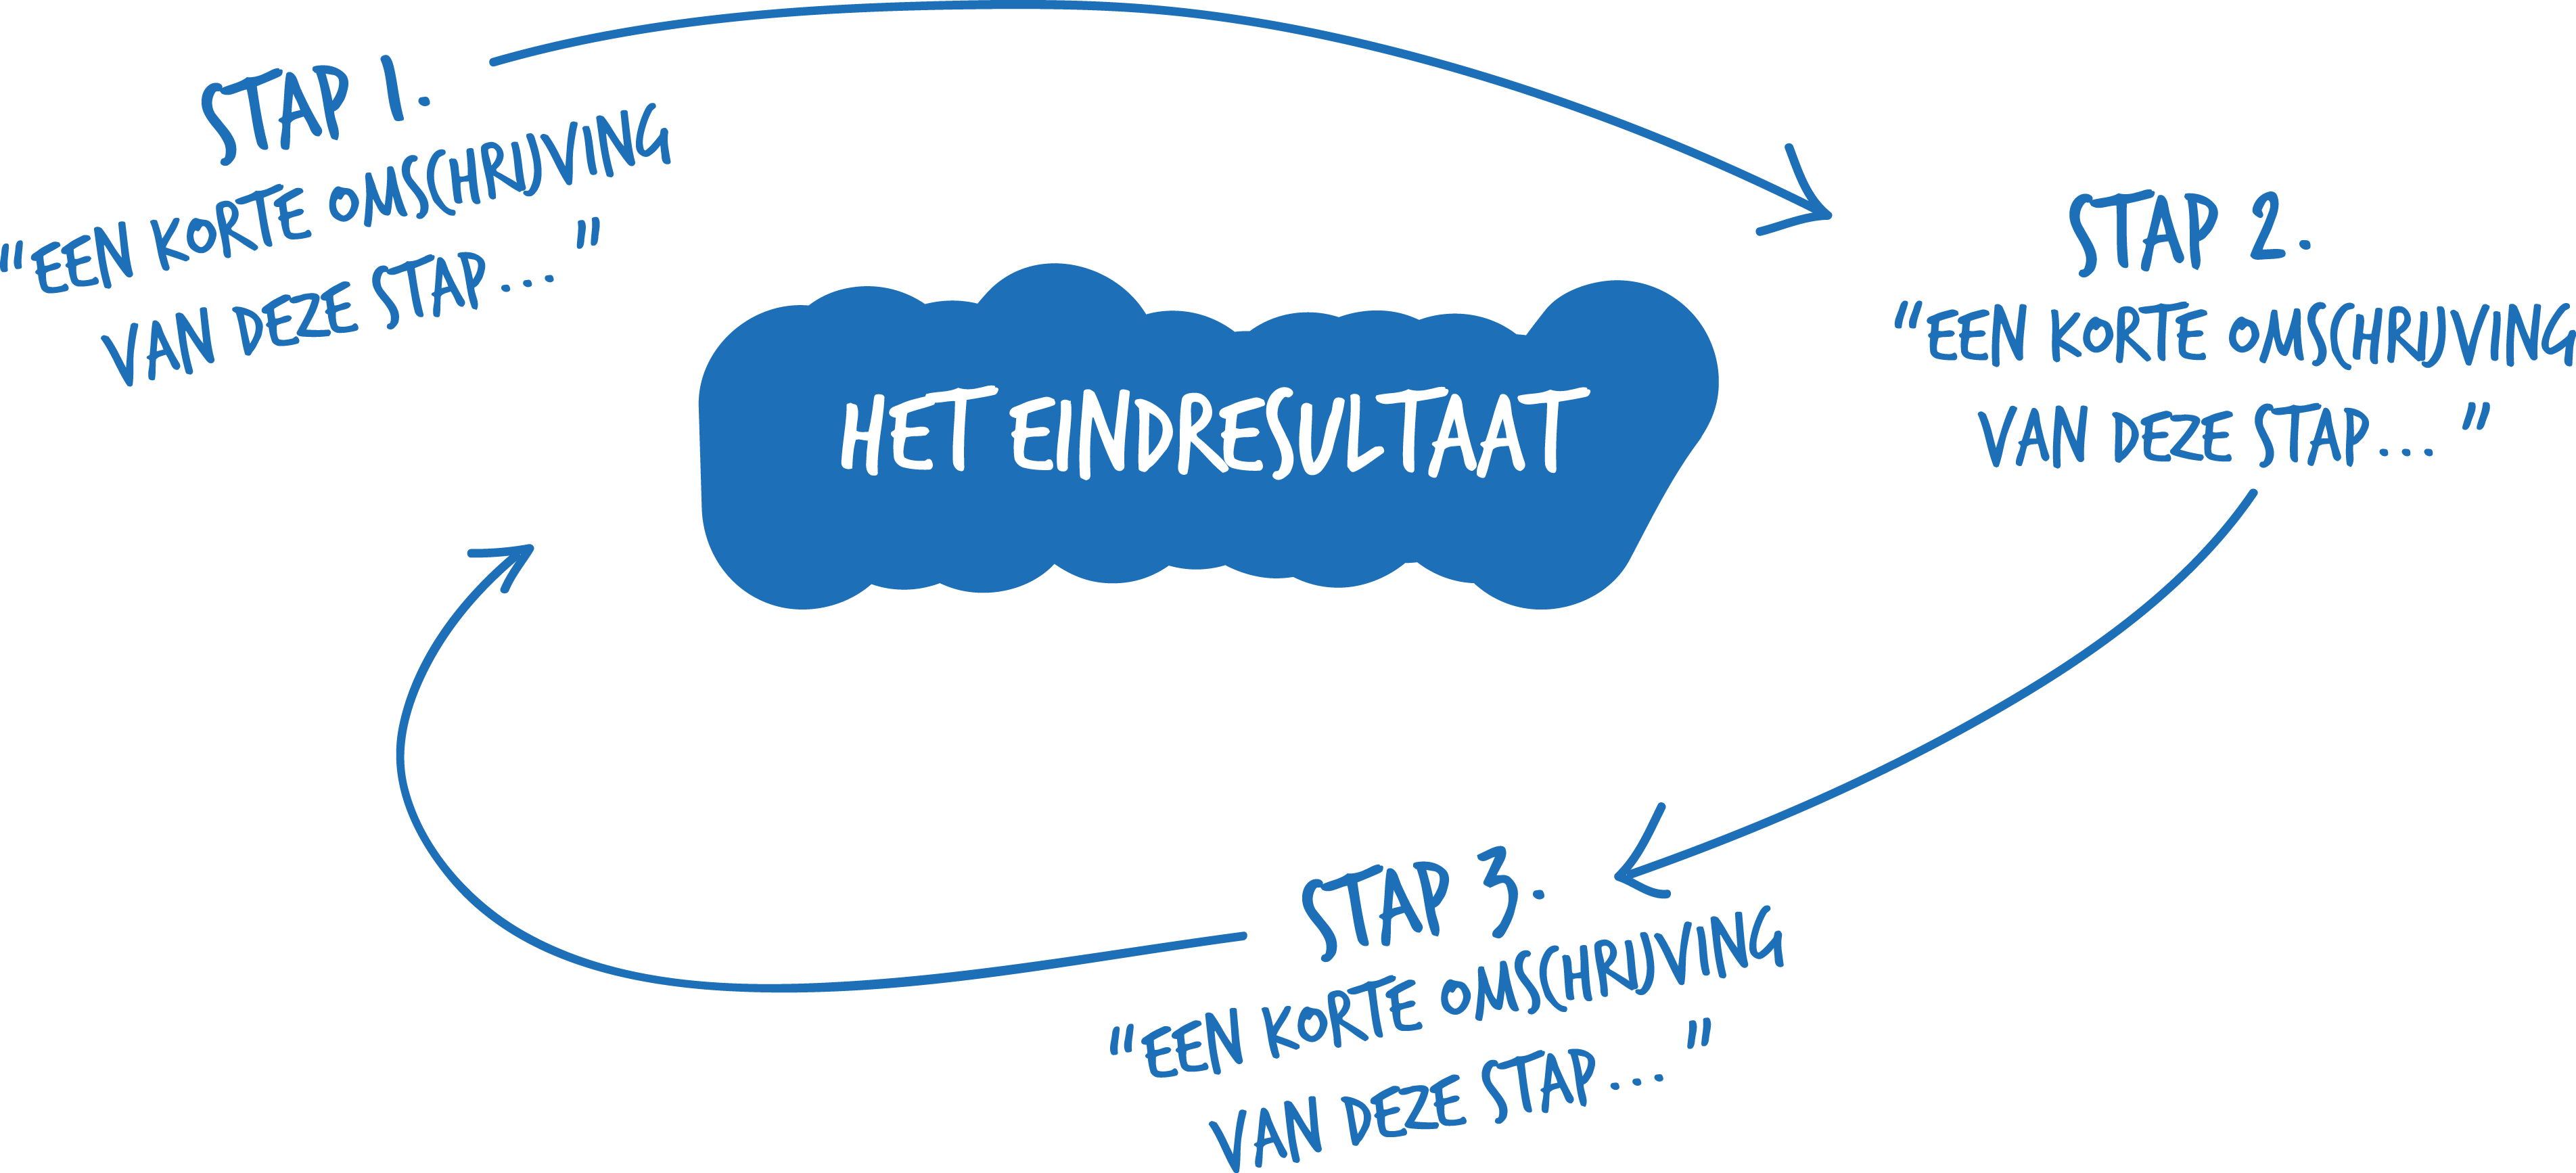 STAP 1.
“EEN KORTE OMSCHRIJVING
VAN DEZE STAP... ”
STAP 2.
“EEN KORTE OMSCHRIJVING
VAN DEZE STAP... ”
HET EINDRESULTAAT
STAP 3.
“EEN KORTE OMSCHRIJVING
VAN DEZE STAP... ”